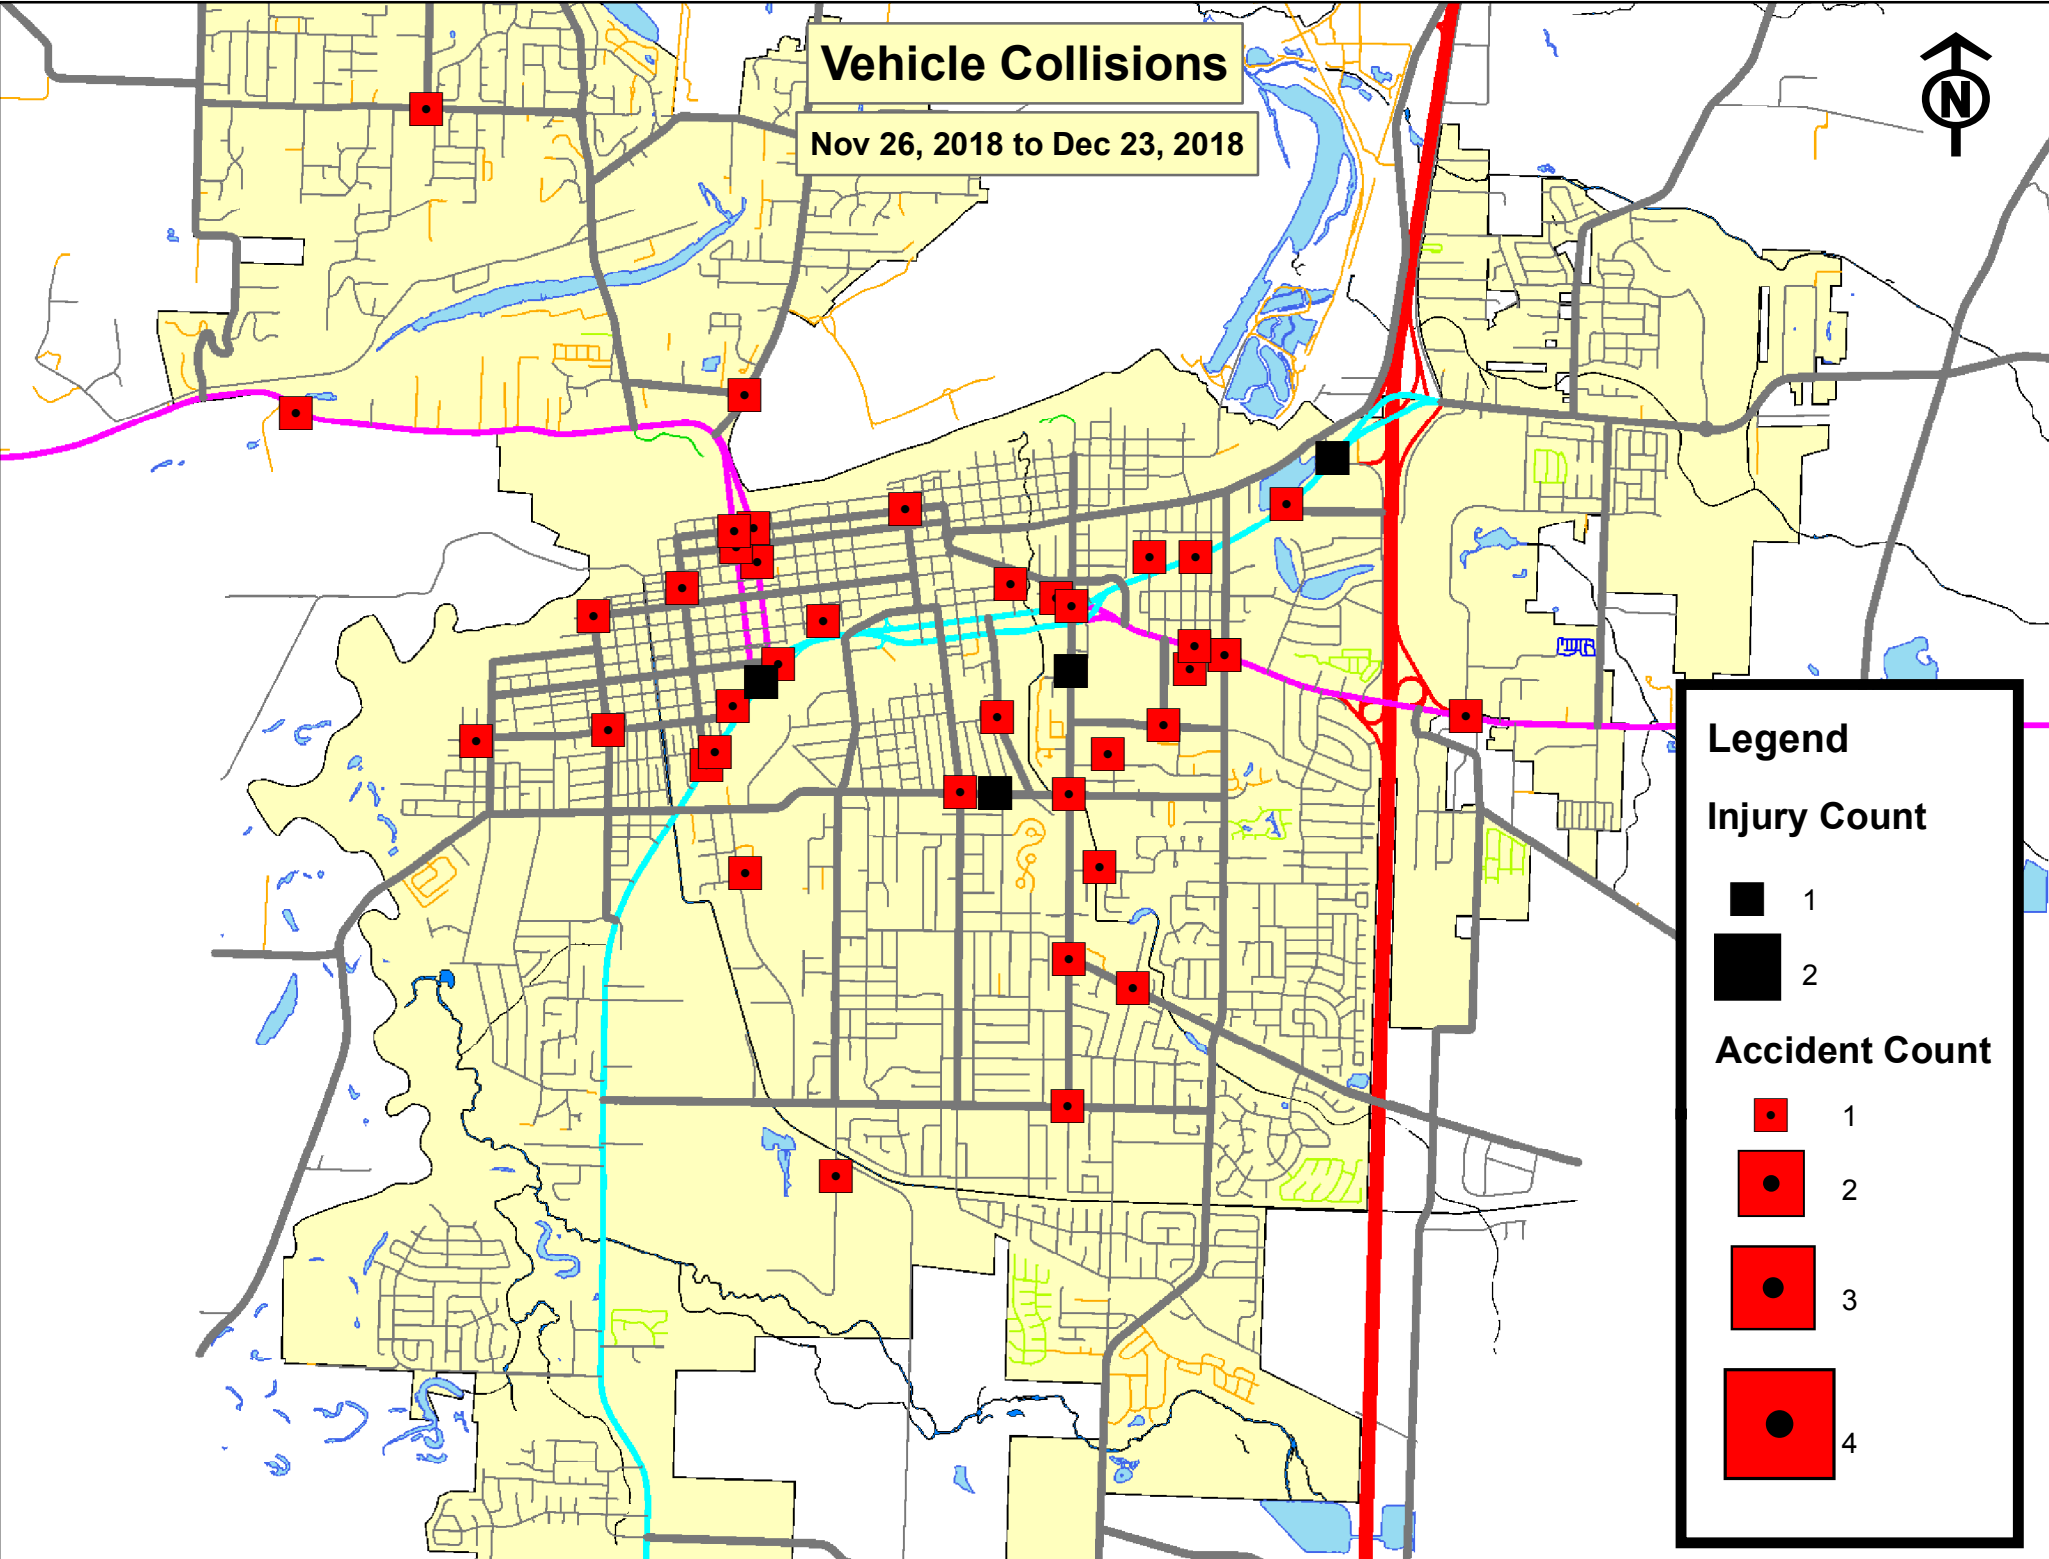 Vehicle Collisions
Nov 26, 2018 to Dec 23, 2018
N
Legend
Injury Count
1
2
Accident Count
1
2
3
4